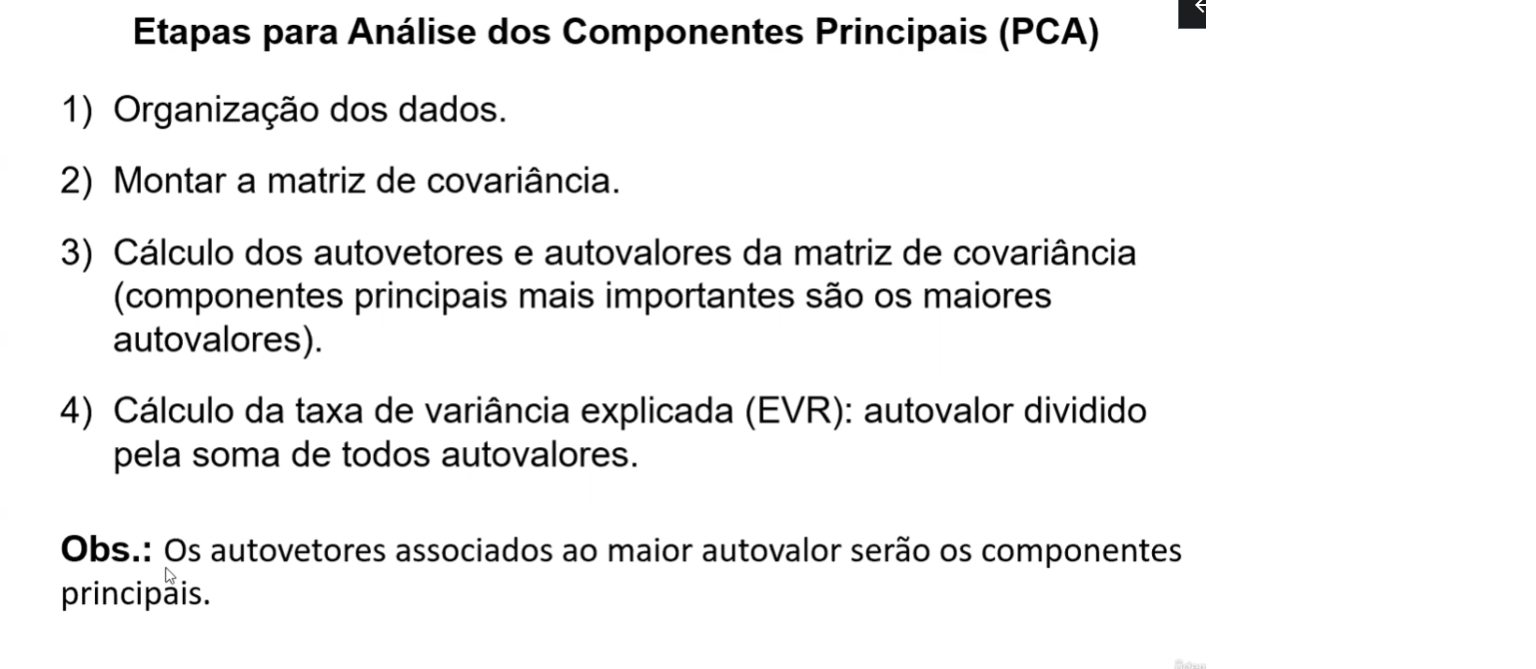 Etapas para Análise dos Componentes Principais (PCA)
1) Organização dos dados.
2) Montar a matriz de covariância.
3) Cálculo dos autovetores e autovalores da matriz de covariância
(componentes principais mais importantes são os maiores
autovalores).
4) Cálculo da taxa de variância explicada (EVR): autovalor dividido
pela soma de todos autovalores.
Obs.: Os autovetores associados ao maior autovalor serão os componentes
principais.